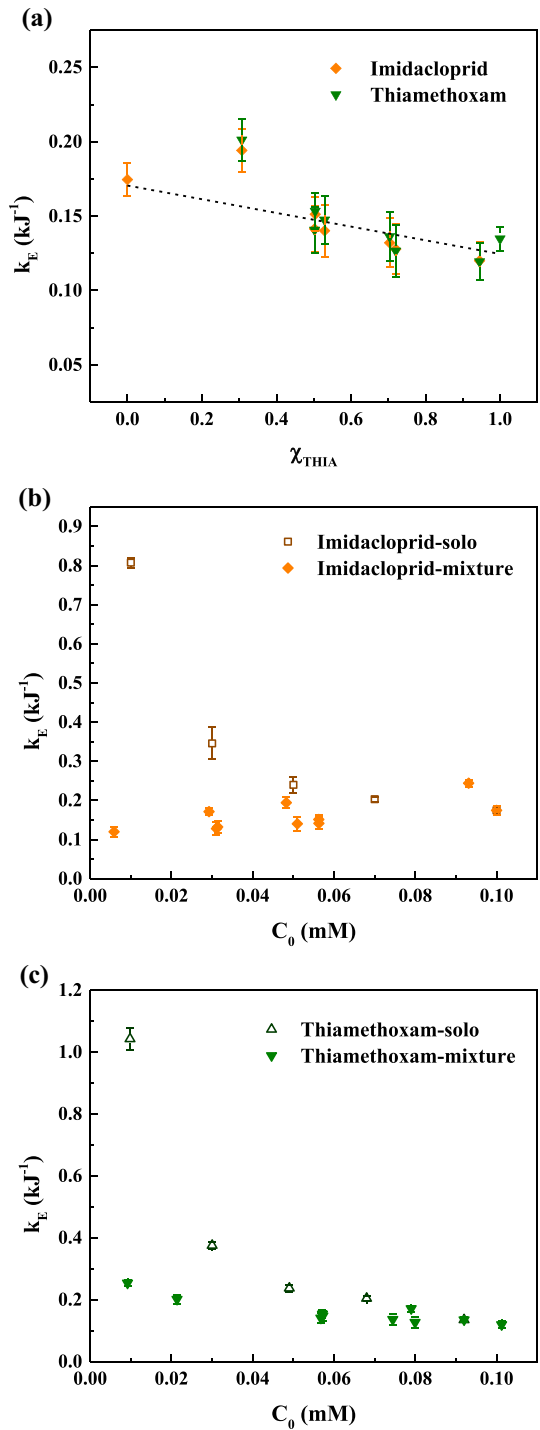 (a)
0.25
0.20
0.15
0.10
0.05
k_E (kJ⁻¹)
Imidacloprid
Thiamethoxam
0.0 0.2 0.4 0.6 0.8 1.0
χ_THIA
(b)
0.9
0.8
0.7
0.6
0.5
0.4
0.3
0.2
0.1
0.0
k_E (kJ⁻¹)
Imidacloprid-solo
Imidacloprid-mixture
0.00 0.02 0.04 0.06 0.08 0.10
C₀ (mM)
(c)
1.2
1.0
0.8
0.6
0.4
0.2
0.0
k_E (kJ⁻¹)
Thiamethoxam-solo
Thiamethoxam-mixture
0.00 0.02 0.04 0.06 0.08 0.10
C₀ (mM)